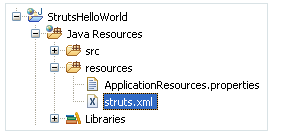 StrutsHelloWorld
Java Resources
src
resources
ApplicationResources.properties
struts.xml
Libraries